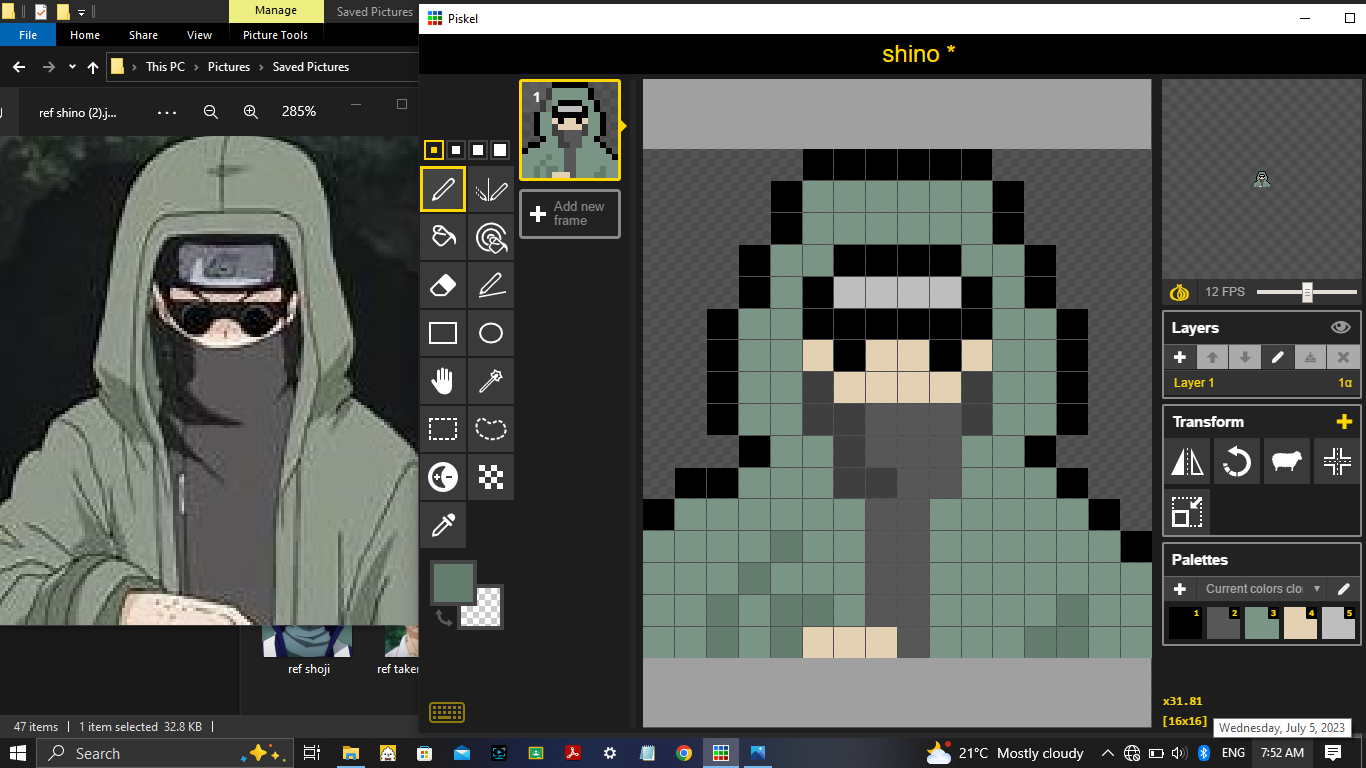 Manage
Saved Pictures
File
Home
Share
View
Picture Tools
This PC
Pictures
Saved Pictures
ref shino (2).j...
285%
ref shoji
47 items
1 item selected 32.8 KB
Piskel
shino *
1
Add new
frame
12 FPS
Layers
Layer 1
1α
Transform
Palettes
Current colors clo
1
2
3
4
5
x31.81
[16x16]
Wednesday, July 5, 2023
Search
21°C Mostly cloudy
ENG
7:52 AM